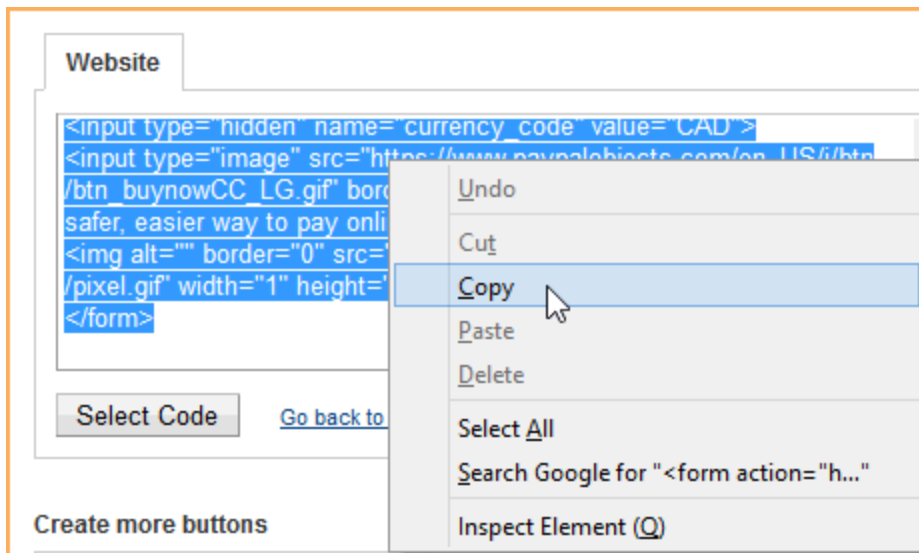 Website
<input type="hidden" name="currency_code" value="CAD">
<input type="image" src="https://www.paypalobjects.com/en_US/i/btn
/btn_buynowCC_LG.gif" bord
safer, easier way to pay onli
<img alt="" border="0" src="
/pixel.gif" width="1" height="
</form>
Undo
Cut
Copy
Paste
Delete
Select All
Search Google for "<form action="h..."
Inspect Element (Q)
Select Code
Go back to
Create more buttons